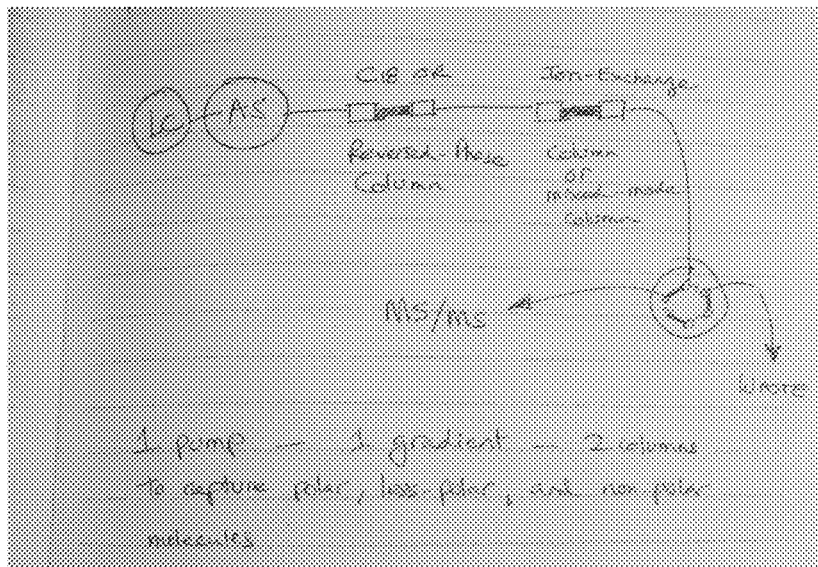 LC
AS
C18 OR
Reversed-Phase
Column
Ion-Exchange
Column
or
mixed-mode
Column
MS/MS
WASTE
1 pump — 1 gradient — 2 columns
to capture polar, less-polar, and non polar
molecules